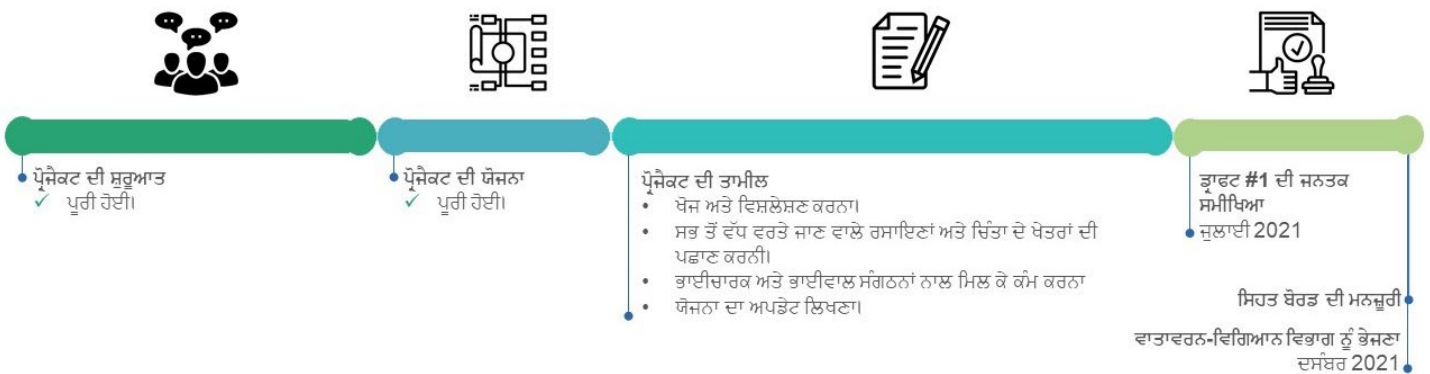 ਪ੍ਰੋਜੈਕਟ ਦੀ ਸ਼ੁਰੂਆਤ
✓ ਪੂਰੀ ਹੋਈ।
ਪ੍ਰੋਜੈਕਟ ਦੀ ਯੋਜਨਾ
✓ ਪੂਰੀ ਹੋਈ।
ਪ੍ਰੋਜੈਕਟ ਦੀ ਤਾਮੀਲ
• ਖੋਜ ਅਤੇ ਵਿਸ਼ਲੇਸ਼ਣ ਕਰਨਾ।
• ਸਭ ਤੋਂ ਵੱਧ ਵਰਤੇ ਜਾਣ ਵਾਲੇ ਰਸਾਇਣਾਂ ਅਤੇ ਚਿੰਤਾ ਦੇ ਖੇਤਰਾਂ ਦੀ
ਪਛਾਣ ਕਰਨੀ।
• ਭਾਈਚਾਰਕ ਅਤੇ ਭਾਈਵਾਲ ਸੰਗਠਨਾਂ ਨਾਲ ਮਿਲ ਕੇ ਕੰਮ ਕਰਨਾ
• ਯੋਜਨਾ ਦਾ ਅਪਡੇਟ ਲਿਖਣਾ।
ਡ੍ਰਾਫਟ #1 ਦੀ ਜਨਤਕ
ਸਮੀਖਿਆ
ਜੁਲਾਈ 2021
ਸਿਹਤ ਬੋਰਡ ਦੀ ਮਨਜ਼ੂਰੀ
ਵਾਤਾਵਰਨ-ਵਿਗਿਆਨ ਵਿਭਾਗ ਨੂੰ ਭੇਜਣਾ
ਦਸੰਬਰ 2021